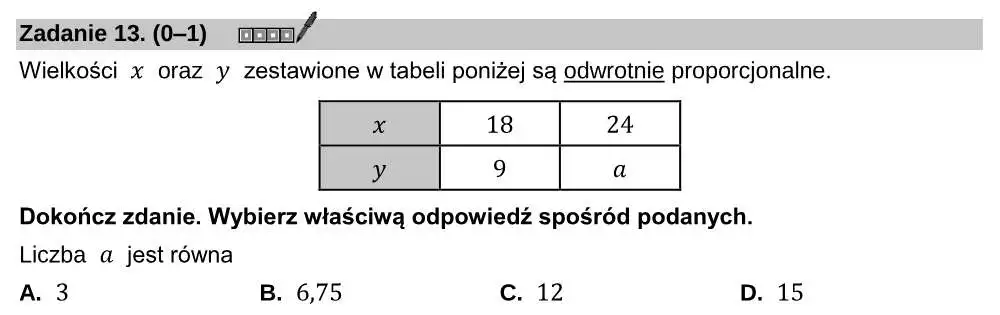 Zadanie 13. (0–1)
Wielkości x oraz y zestawione w tabeli poniżej są odwrotnie proporcjonalne.
x 18 24
y 9 a
Dokończ zdanie. Wybierz właściwą odpowiedź spośród podanych.
Liczba a jest równa
A. 3 B. 6,75 C. 12 D. 15